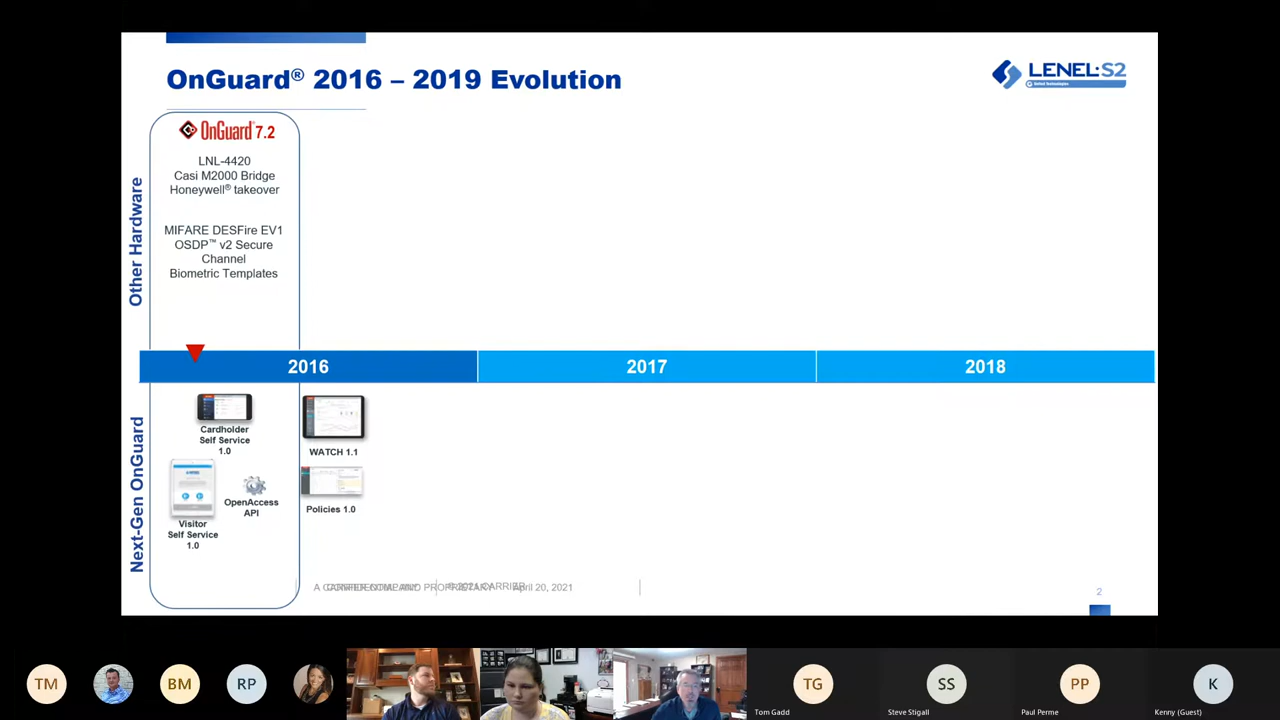 OnGuard® 2016 – 2019 Evolution
LENEL·S2
OnGuard® 7.2
LNL-4420
Casi M2000 Bridge
Honeywell® takeover
MIFARE DESFire EV1
OSDP™ v2 Secure
Channel
Biometric Templates
Other Hardware
2016 2017 2018
Next-Gen OnGuard
Cardholder
Self Service
1.0
Visitor
Self Service
1.0
OpenAccess
API
WATCH 1.1
Policies 1.0
© 2021 CARRIER
April 20, 2021
2
TM
BM
RP
TG
Tom Gadd
SS
Steve Stigall
PP
Paul Perme
K
Kenny (Guest)